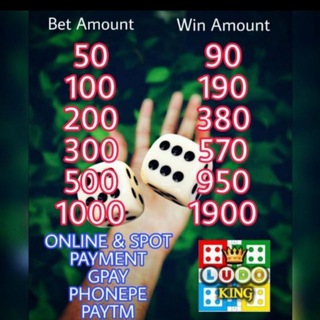 Bet Amount Win Amount
50 90
100 190
200 380
300 570
500 950
1000 1900
ONLINE & SPOT
PAYMENT
GPAY
PHONEPE
PAYTM
LUDO
KING